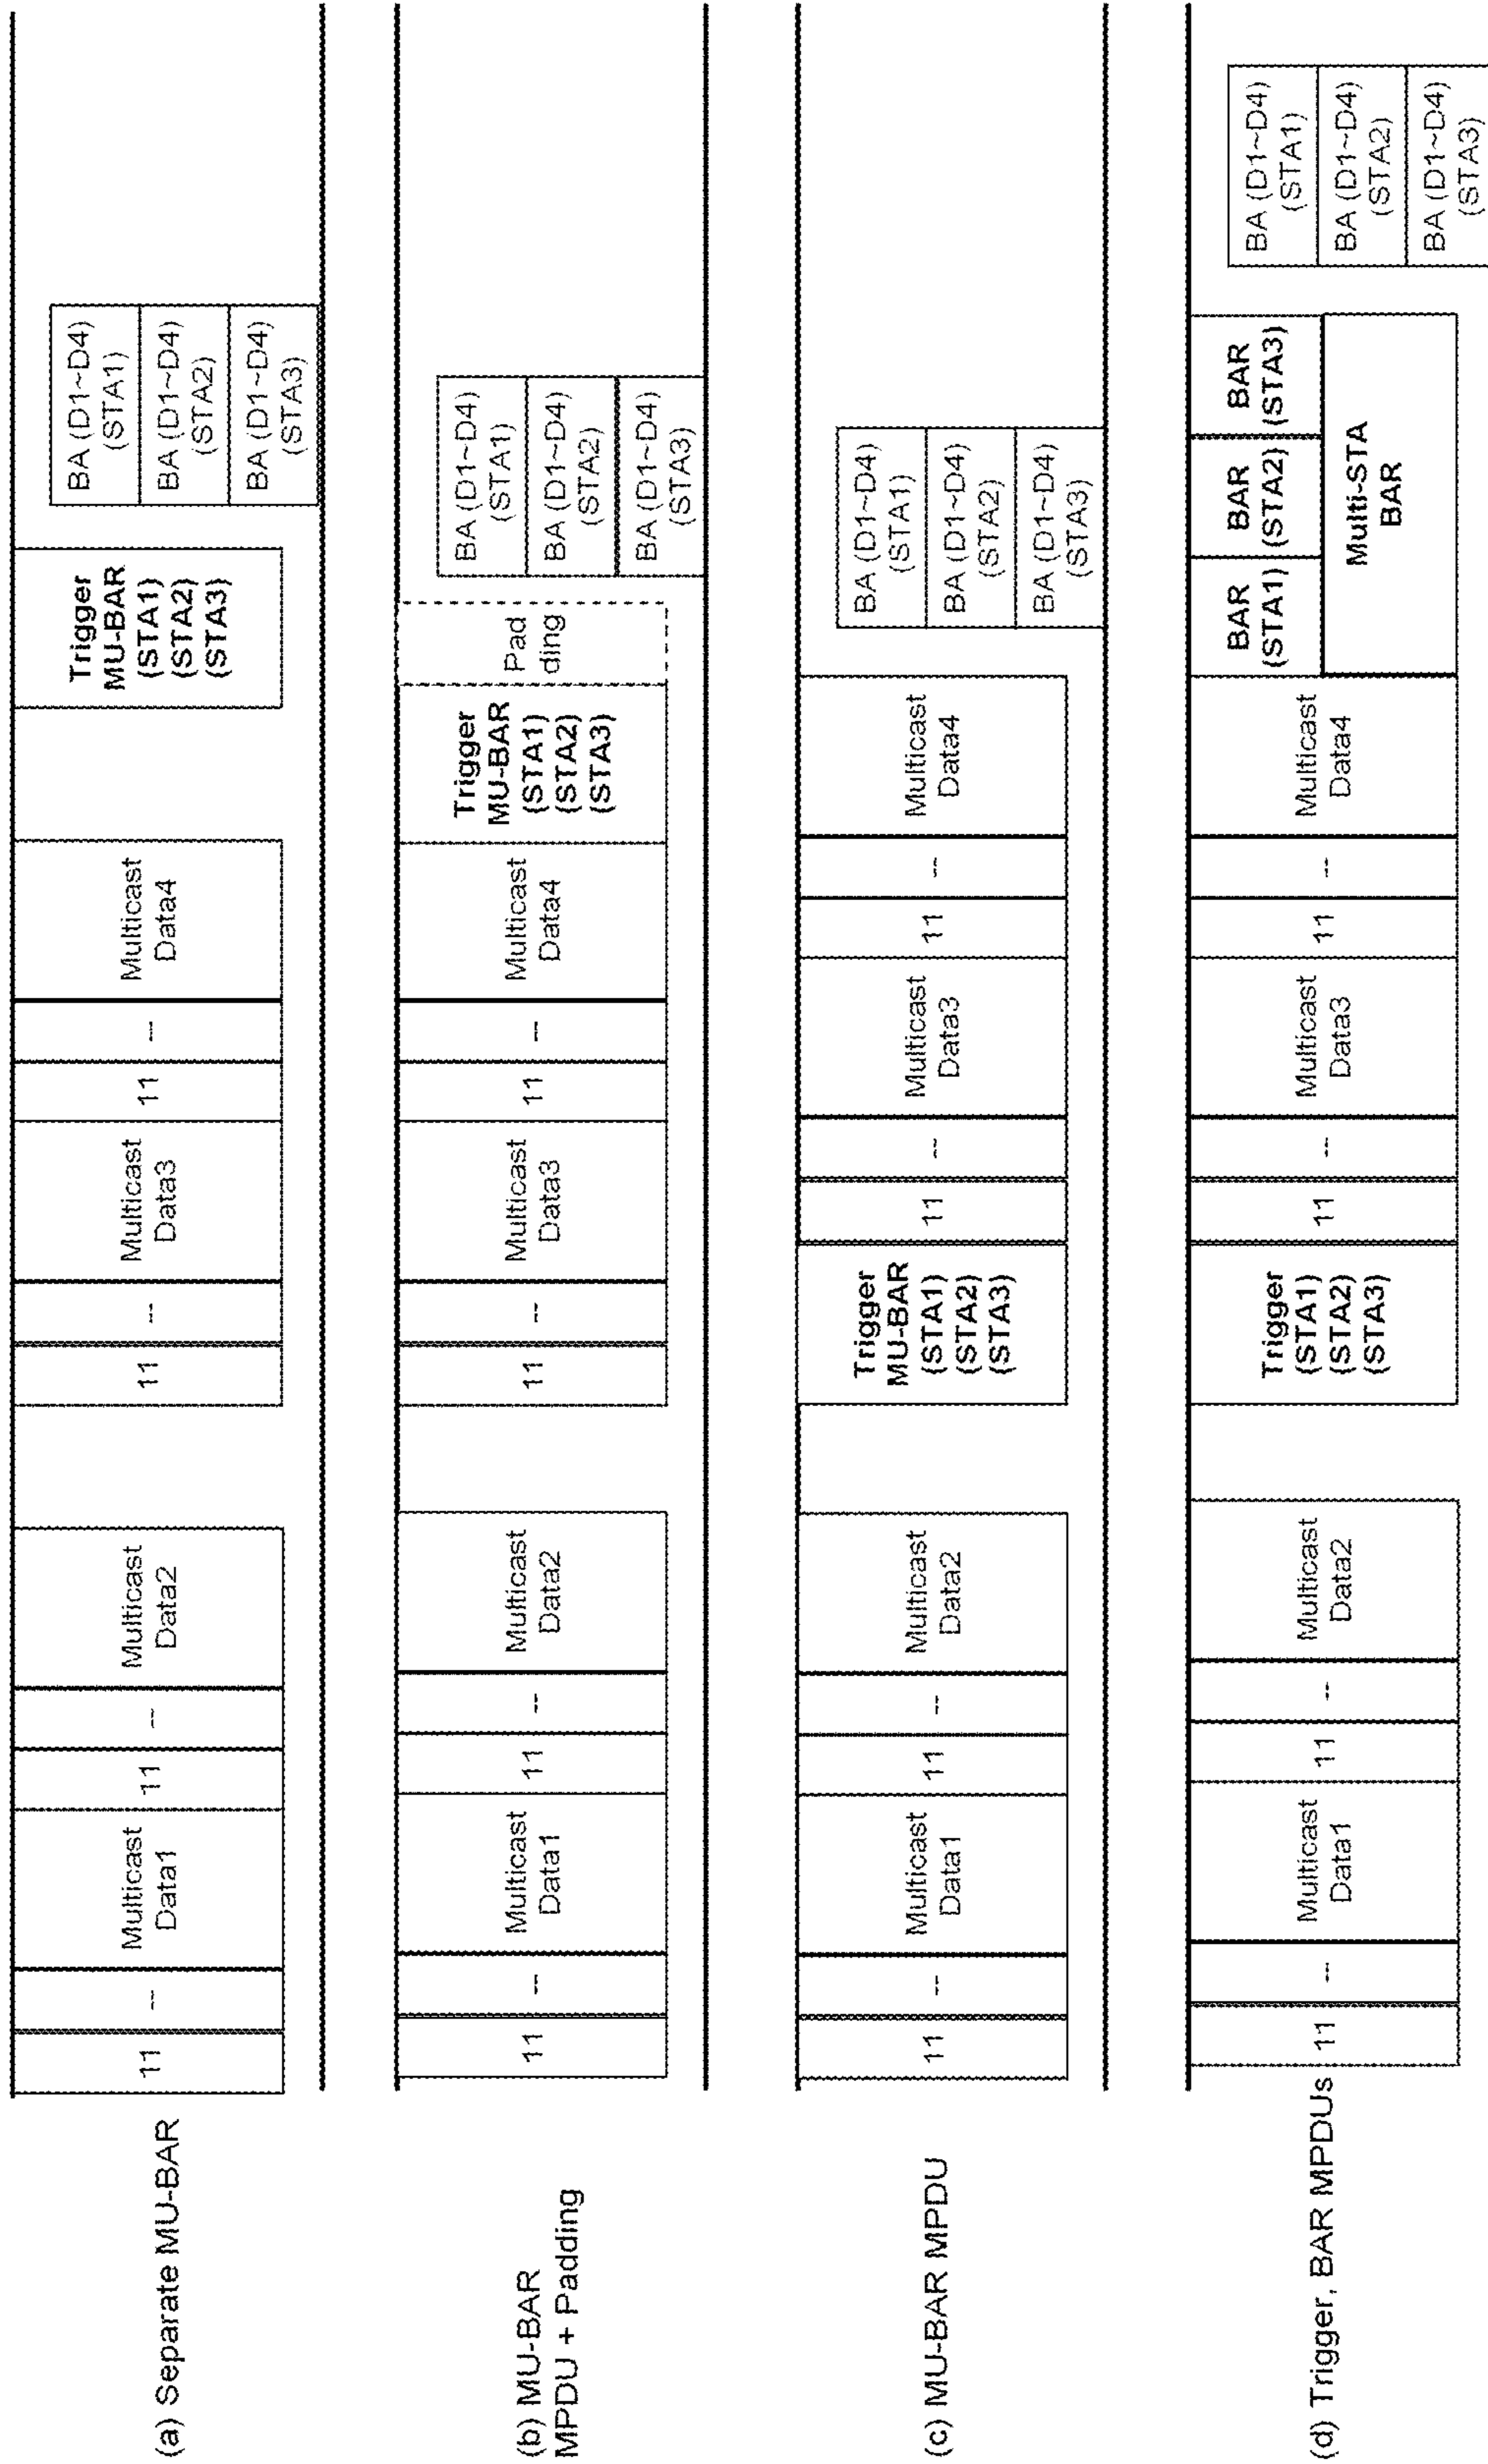 (a) Separate MU-BAR
11
--
Multicast
Data1
11
--
Multicast
Data2
11
--
Multicast
Data3
11
--
Multicast
Data4
Trigger
MU-BAR
(STA1)
(STA2)
(STA3)
BA (D1~D4)
(STA1)
BA (D1~D4)
(STA2)
BA (D1~D4)
(STA3)
(b) MU-BAR
MPDU + Padding
11
--
Multicast
Data1
11
--
Multicast
Data2
11
--
Multicast
Data3
11
--
Multicast
Data4
Trigger
MU-BAR
(STA1)
(STA2)
(STA3)
Pad
ding
BA (D1~D4)
(STA1)
BA (D1~D4)
(STA2)
BA (D1~D4)
(STA3)
(c) MU-BAR MPDU
11
--
Multicast
Data1
11
--
Multicast
Data2
Trigger
MU-BAR
(STA1)
(STA2)
(STA3)
11
--
Multicast
Data3
11
--
Multicast
Data4
BA (D1~D4)
(STA1)
BA (D1~D4)
(STA2)
BA (D1~D4)
(STA3)
(d) Trigger, BAR MPDUs
11
--
Multicast
Data1
11
--
Multicast
Data2
Trigger
(STA1)
(STA2)
(STA3)
11
--
Multicast
Data3
11
--
Multicast
Data4
BAR
(STA1)
BAR
(STA2)
BAR
(STA3)
Multi-STA
BAR
BA (D1~D4)
(STA1)
BA (D1~D4)
(STA2)
BA (D1~D4)
(STA3)